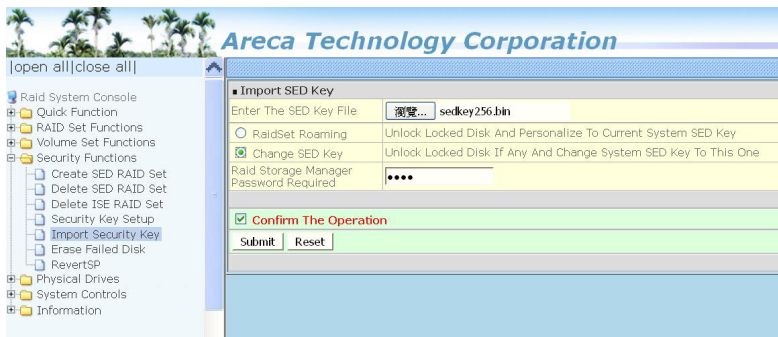 Areca Technology Corporation
|open all|close all|
Raid System Console
Quick Function
RAID Set Functions
Volume Set Functions
Security Functions
Create SED RAID Set
Delete SED RAID Set
Delete ISE RAID Set
Security Key Setup
Import Security Key
Erase Failed Disk
RevertSP
Physical Drives
System Controls
Information
Import SED Key
Enter The SED Key File 瀏覽... sedkey256.bin
RaidSet Roaming Unlock Locked Disk And Personalize To Current System SED Key
Change SED Key Unlock Locked Disk If Any And Change System SED Key To This One
Raid Storage Manager
Password Required ••••
Confirm The Operation
Submit Reset